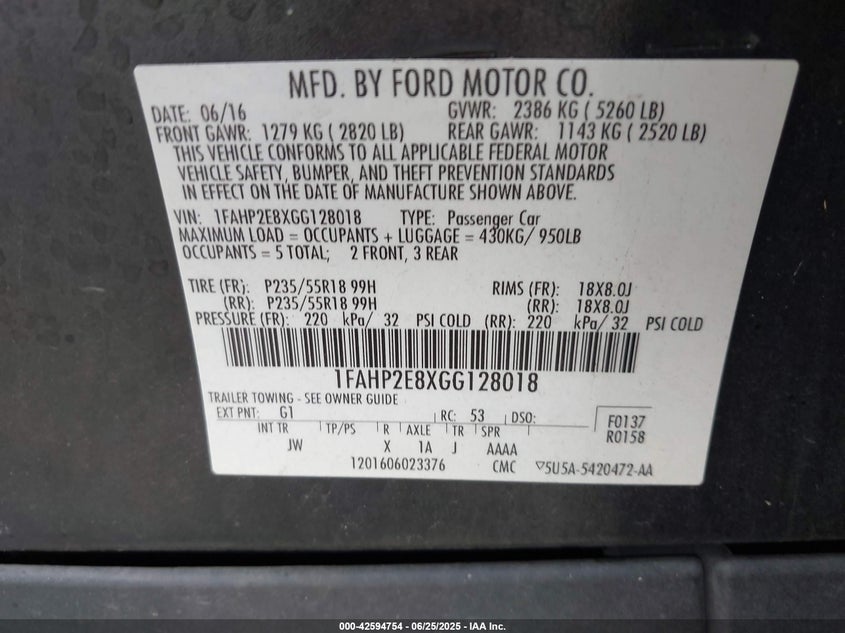 MFD. BY FORD MOTOR CO.
DATE: 06/16 GVWR: 2386 KG ( 5260 LB)
FRONT GAWR: 1279 KG ( 2820 LB) REAR GAWR: 1143 KG ( 2520 LB)
THIS VEHICLE CONFORMS TO ALL APPLICABLE FEDERAL MOTOR
VEHICLE SAFETY, BUMPER, AND THEFT PREVENTION STANDARDS
IN EFFECT ON THE DATE OF MANUFACTURE SHOWN ABOVE.
VIN: 1FAHP2E8XGG128018 TYPE: Passenger Car
MAXIMUM LOAD = OCCUPANTS + LUGGAGE = 430KG/ 950LB
OCCUPANTS = 5 TOTAL; 2 FRONT, 3 REAR
TIRE (FR): P235/55R18 99H RIMS (FR): 18X8.0J
(RR): P235/55R18 99H (RR): 18X8.0J
PRESSURE (FR): 220 kPa/ 32 PSI COLD (RR): 220 kPa/ 32 PSI COLD
1FAHP2E8XGG128018
TRAILER TOWING - SEE OWNER GUIDE
EXT PNT: G1 RC: 53 DSO: F0137
INT TR TP/PS R AXLE TR SPR R0158
JW X 1A J AAAA
1201606023376 CMC ▽5U5A-5420472-AA
000-42594754 - 06/25/2025 - IAA Inc.